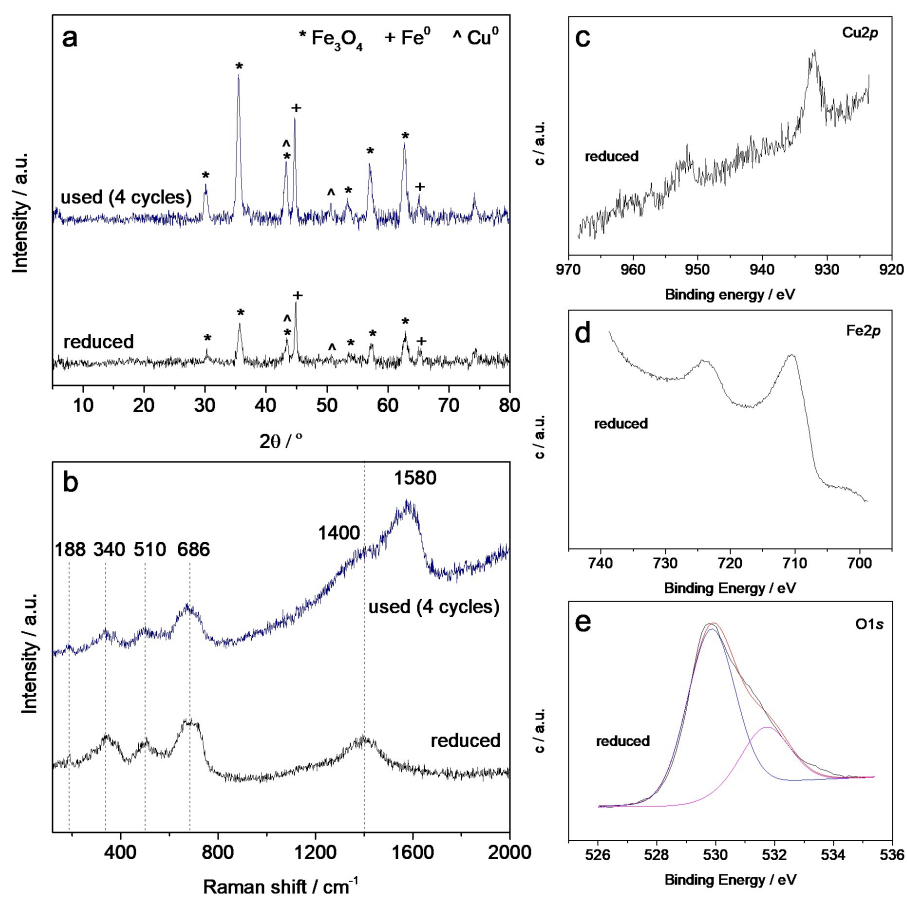 a
* Fe3O4 + Fe0 ^ Cu0
* * ^ * + ^ * * * +
used (4 cycles)
* * ^ * + ^ * * * +
reduced
Intensity / a.u.
10 20 30 40 50 60 70 80
2θ / °
b
188 340 510 686 1400 1580
used (4 cycles)
reduced
Intensity / a.u.
400 800 1200 1600 2000
Raman shift / cm-1
c
Cu2p
reduced
c / a.u.
970 960 950 940 930 920
Binding energy / eV
d
Fe2p
reduced
c / a.u.
740 730 720 710 700
Binding Energy / eV
e
O1s
reduced
c / a.u.
526 528 530 532 534 536
Binding Energy / eV